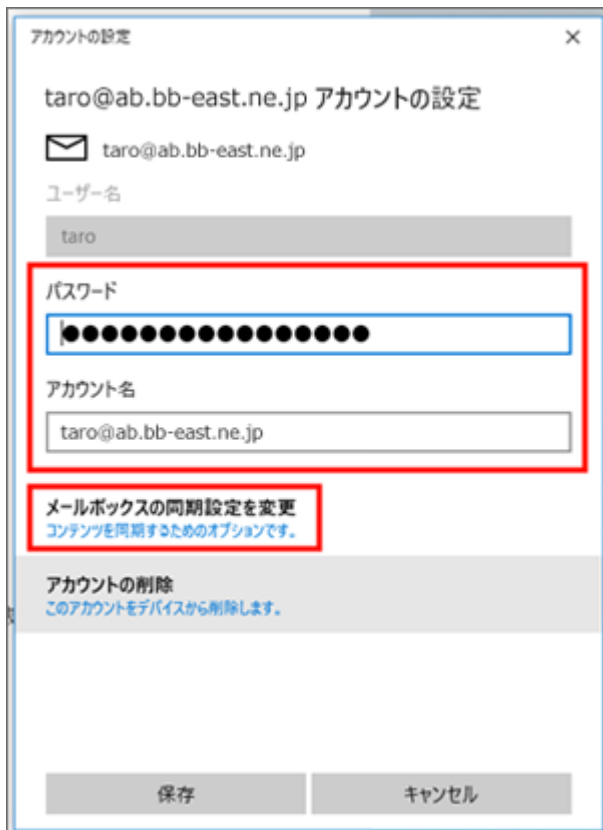 アカウントの設定
taro@ab.bb-east.ne.jp アカウントの設定
taro@ab.bb-east.ne.jp
ユーザー名
taro
パスワード
●●●●●●●●●●●●●●●●
アカウント名
taro@ab.bb-east.ne.jp
メールボックスの同期設定を変更
コンテンツを同期するためのオプションです。
アカウントの削除
このアカウントをデバイスから削除します。
保存
キャンセル